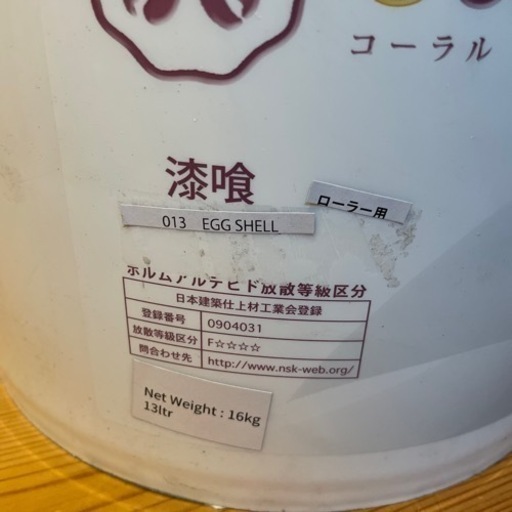 コーラル
漆喰
013 EGG SHELL
ローラー用
ホルムアルデヒド放散等級区分
日本建築仕上材工業会登録
登録番号 0904031
放散等級区分 F☆☆☆☆
問合わせ先 http://www.nsk-web.org/
Net Weight : 16kg
13ltr